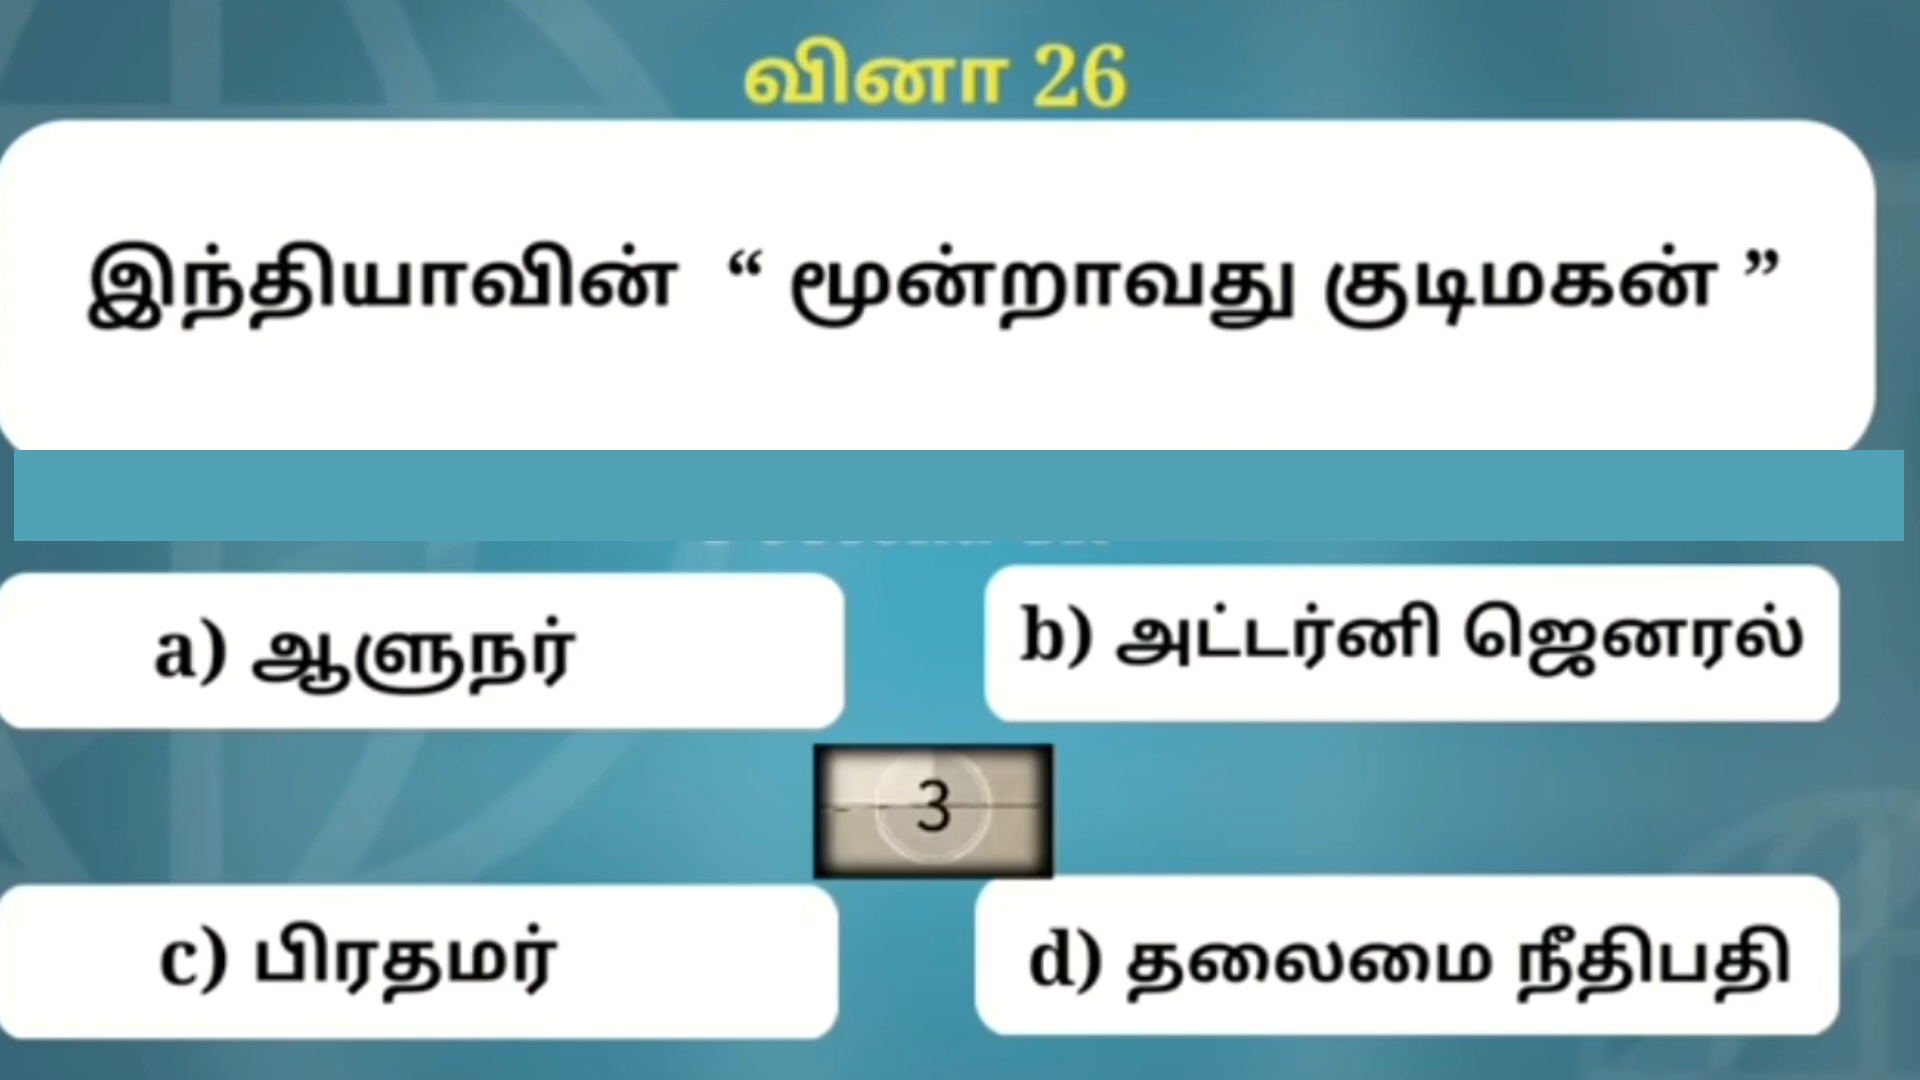 வினா 26
இந்தியாவின் “ மூன்றாவது குடிமகன் ”
a) ஆளுநர்
b) அட்டர்னி ஜெனரல்
3
c) பிரதமர்
d) தலைமை நீதிபதி